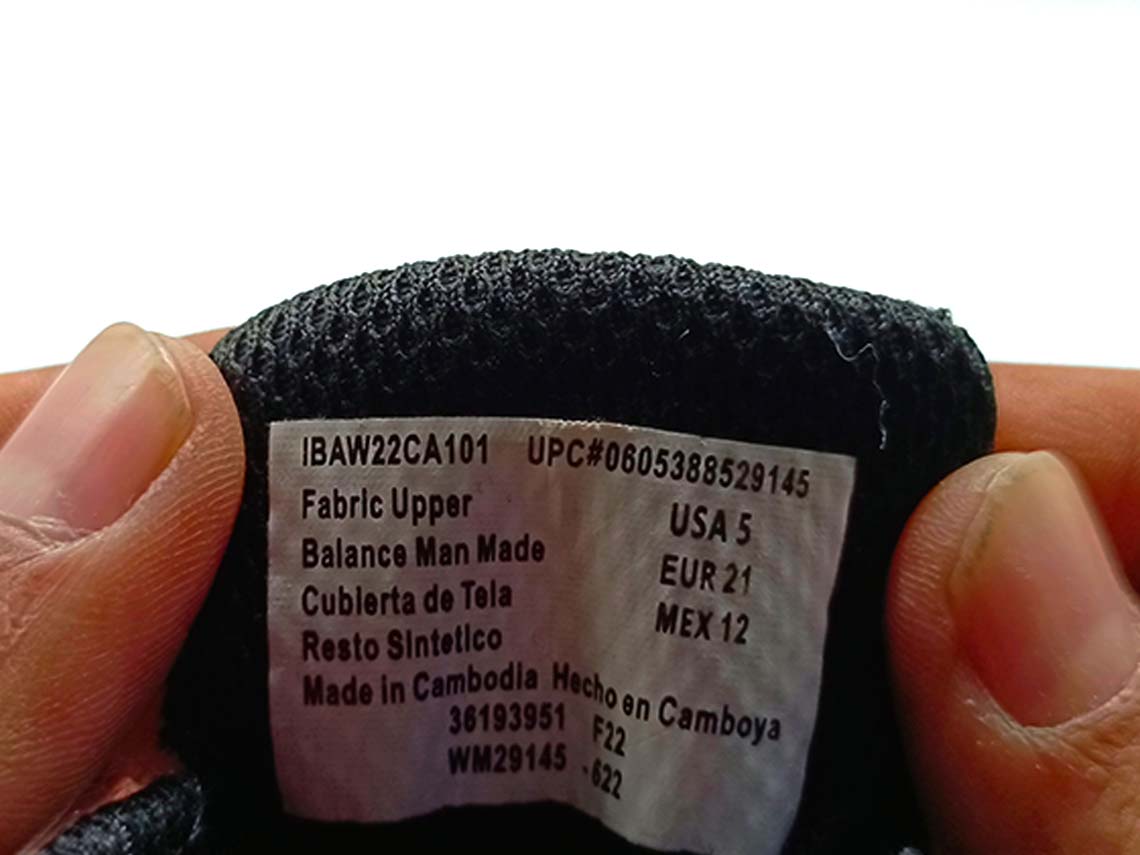 IBAW22CA101 UPC#0605388529145
Fabric Upper
USA 5
Balance Man Made
EUR 21
Cubierta de Tela
MEX 12
Resto Sintetico
Made in Cambodia Hecho en Camboya
36193951 F22
WM29145 -622